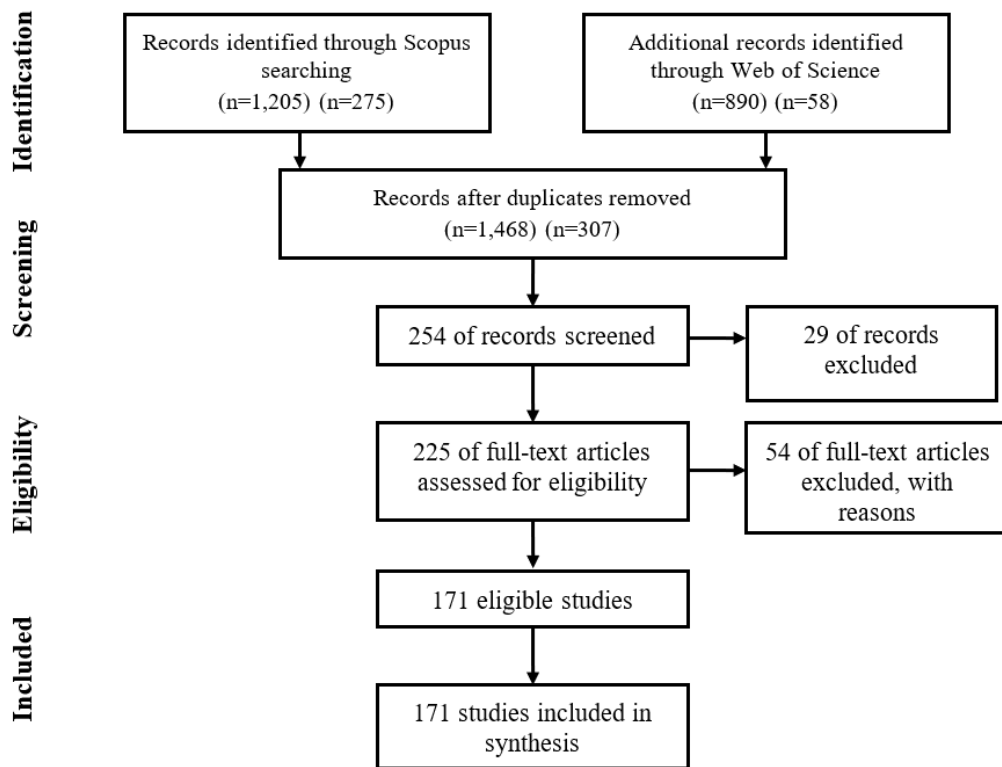 Identification
Records identified through Scopus
searching
(n=1,205) (n=275)
Additional records identified
through Web of Science
(n=890) (n=58)
Records after duplicates removed
(n=1,468) (n=307)
Screening
254 of records screened
29 of records
excluded
Eligibility
225 of full-text articles
assessed for eligibility
54 of full-text articles
excluded, with
reasons
Included
171 eligible studies
171 studies included in
synthesis